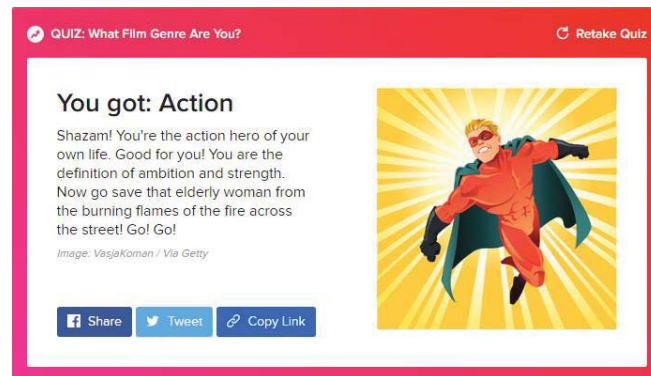 QUIZ: What Film Genre Are You?
Retake Quiz
You got: Action
Shazam! You're the action hero of your
own life. Good for you! You are the
definition of ambition and strength.
Now go save that elderly woman from
the burning flames of the fire across
the street! Go! Go!
Image: VasjaKoman / Via Getty
Share
Tweet
Copy Link